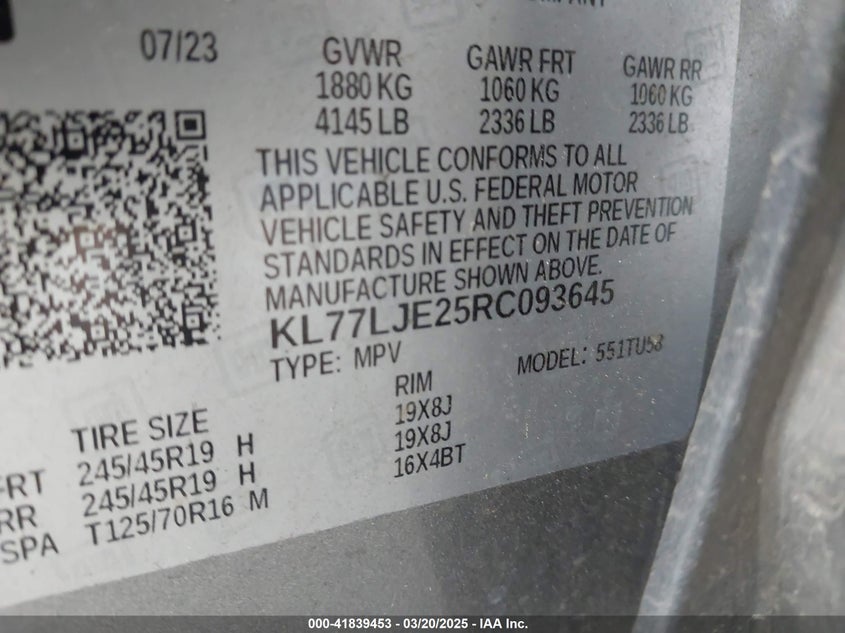 07/23 GVWR GAWR FRT GAWR RR
1880 KG 1060 KG 1060 KG
4145 LB 2336 LB 2336 LB
THIS VEHICLE CONFORMS TO ALL
APPLICABLE U.S. FEDERAL MOTOR
VEHICLE SAFETY AND THEFT PREVENTION
STANDARDS IN EFFECT ON THE DATE OF
MANUFACTURE SHOWN ABOVE.
KL77LJE25RC093645
TYPE: MPV MODEL: 551TU58
TIRE SIZE RIM
FRT 245/45R19 H 19X8J
RR 245/45R19 H 19X8J
SPA T125/70R16 M 16X4BT
000-41839453 — 03/20/2025 — IAA Inc.